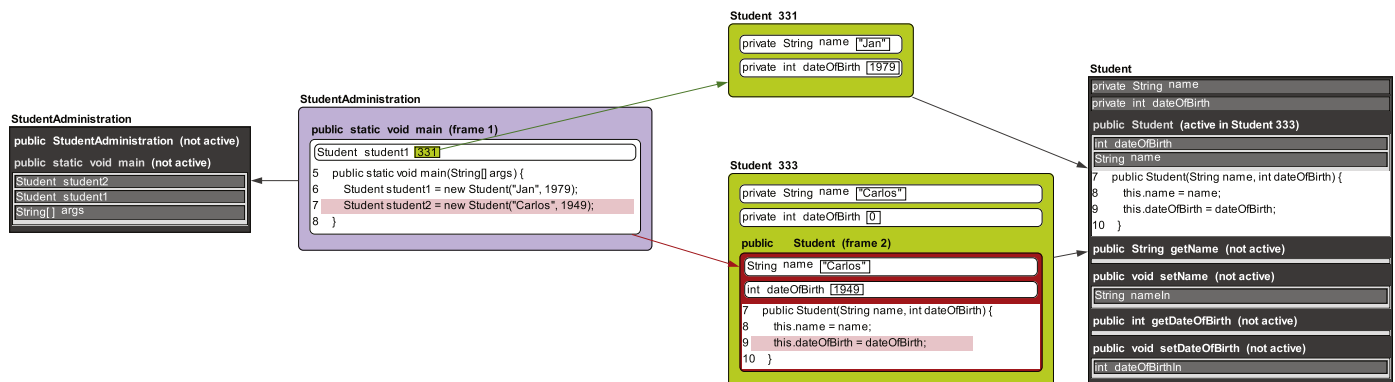 StudentAdministration
public StudentAdministration (not active)
public static void main (not active)
Student student2
Student student1
String[] args
StudentAdministration
public static void main (frame 1)
Student student1 331
5 public static void main(String[] args) {
6 Student student1 = new Student("Jan", 1979);
7 Student student2 = new Student("Carlos", 1949);
8 }
Student 331
private String name "Jan"
private int dateOfBirth 1979
Student 333
private String name "Carlos"
private int dateOfBirth 0
public Student (frame 2)
String name "Carlos"
int dateOfBirth 1949
7 public Student(String name, int dateOfBirth) {
8 this.name = name;
9 this.dateOfBirth = dateOfBirth;
10 }
Student
private String name
private int dateOfBirth
public Student (active in Student 333)
int dateOfBirth
String name
7 public Student(String name, int dateOfBirth) {
8 this.name = name;
9 this.dateOfBirth = dateOfBirth;
10 }
public String getName (not active)
public void setName (not active)
String nameIn
public int getDateOfBirth (not active)
public void setDateOfBirth (not active)
int dateOfBirthIn